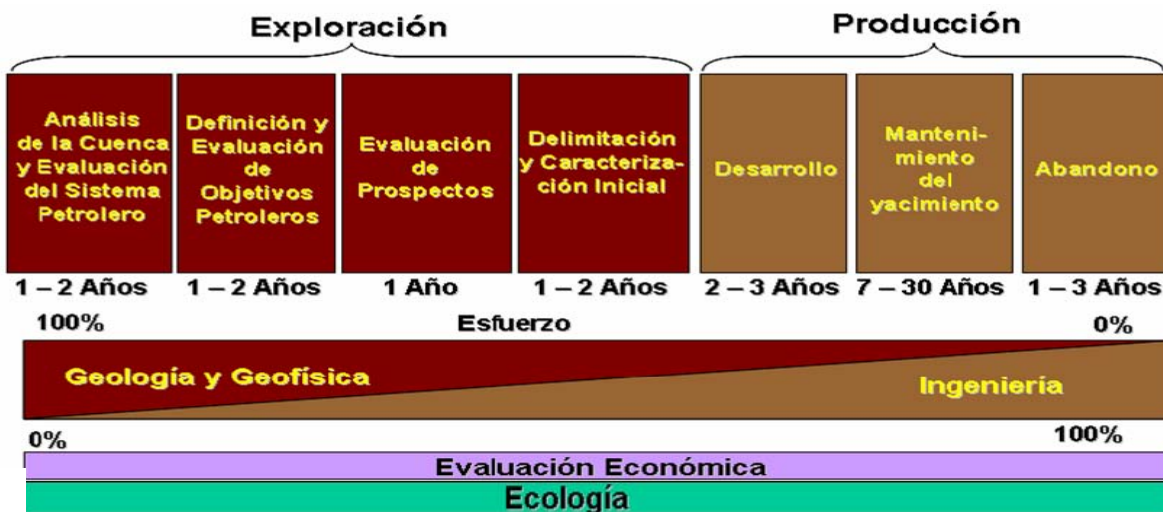 Exploración
Producción
Análisis
de la Cuenca
y Evaluación
del Sistema
Petrolero
Definición y
Evaluación
de
Objetivos
Petroleros
Evaluación
de
Prospectos
Delimitación
y Caracteriza-
ción Inicial
Desarrollo
Manteni-
miento
del
yacimiento
Abandono
1 – 2 Años
1 – 2 Años
1 Año
1 – 2 Años
2 – 3 Años
7 – 30 Años
1 – 3 Años
100%
Esfuerzo
0%
Geología y Geofísica
Ingeniería
0%
100%
Evaluación Económica
Ecología